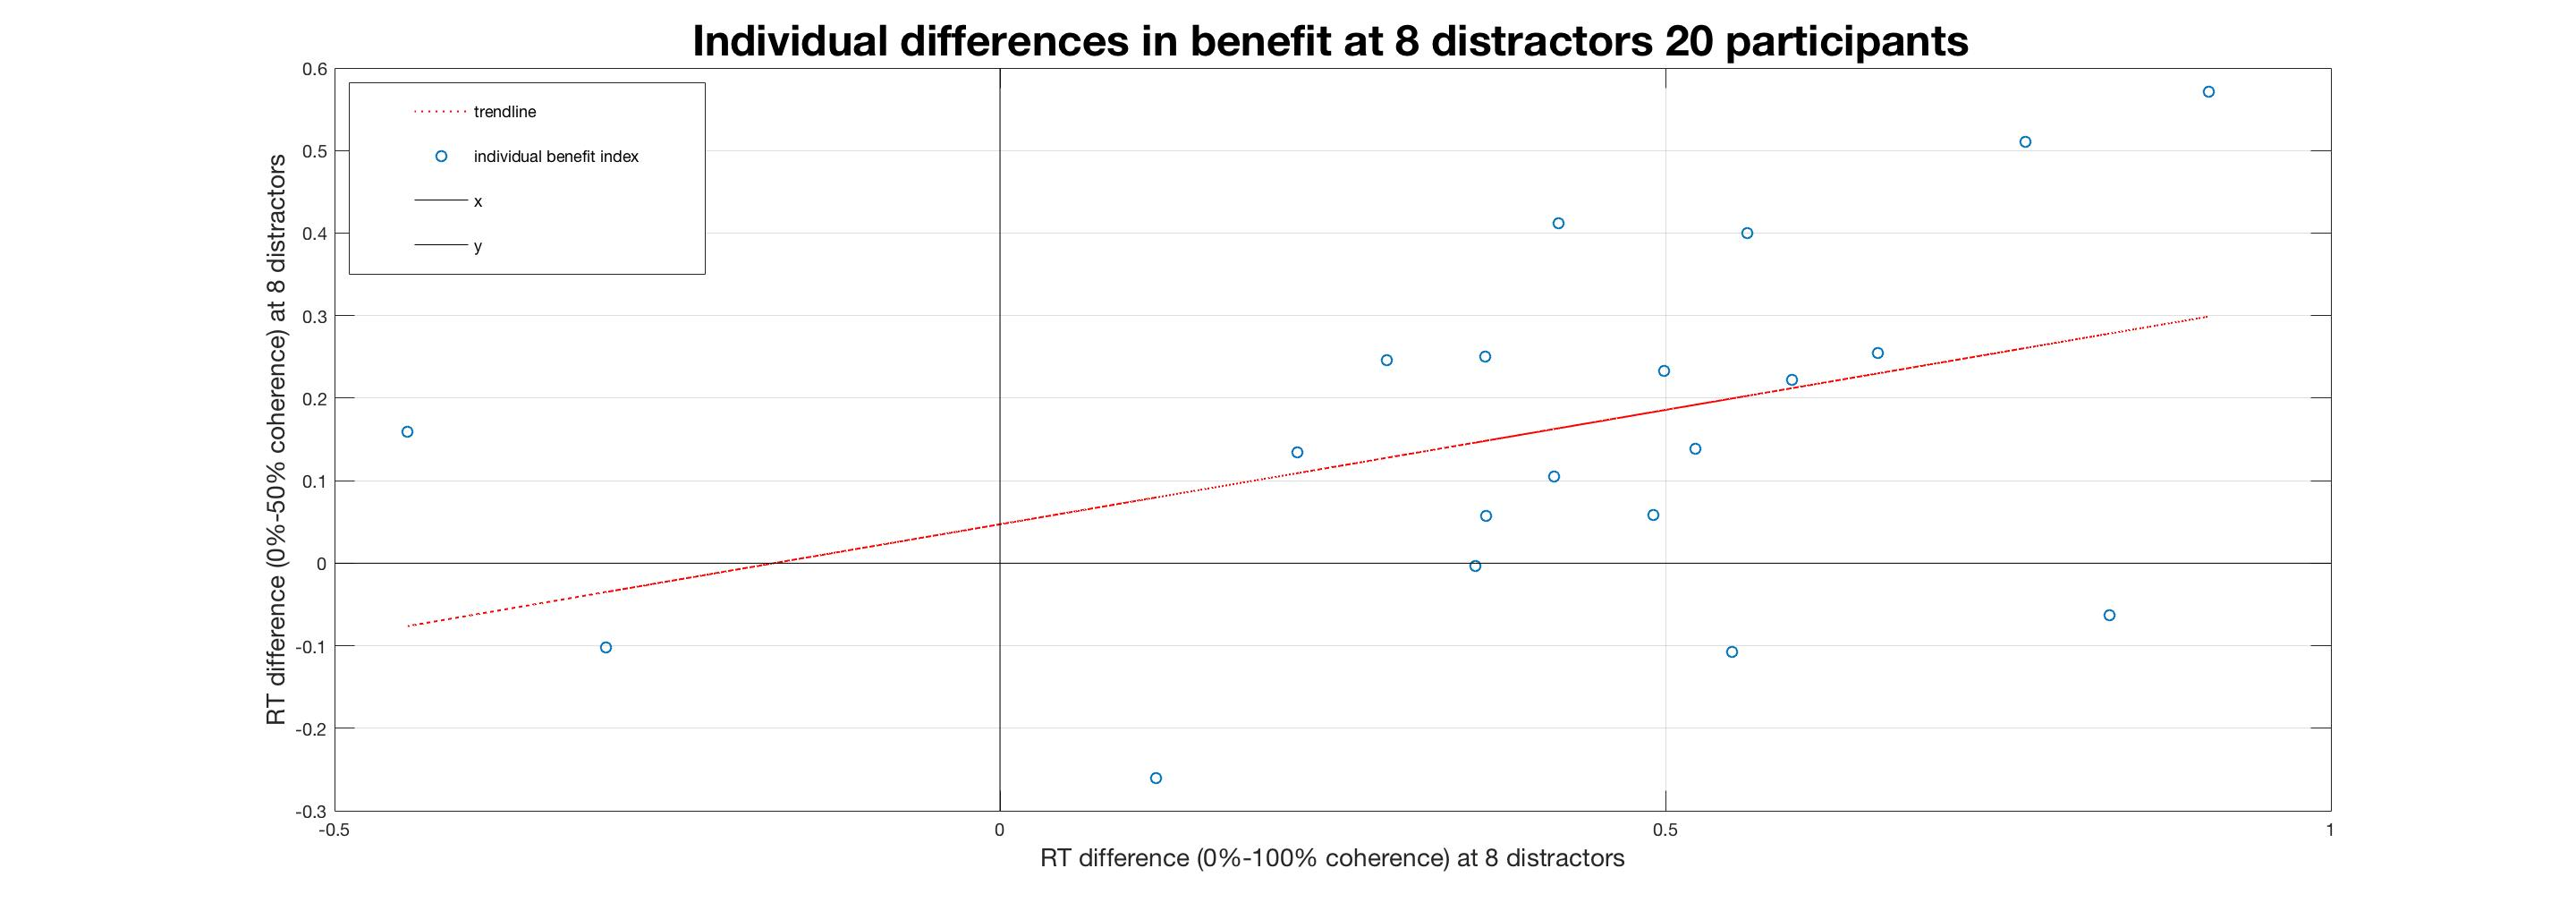 Individual differences in benefit at 8 distractors 20 participants
0.6
0.5
0.4
0.3
0.2
0.1
0
-0.1
-0.2
-0.3
RT difference (0%-50% coherence) at 8 distractors
trendline
individual benefit index
x
y
-0.5
0
0.5
1
RT difference (0%-100% coherence) at 8 distractors